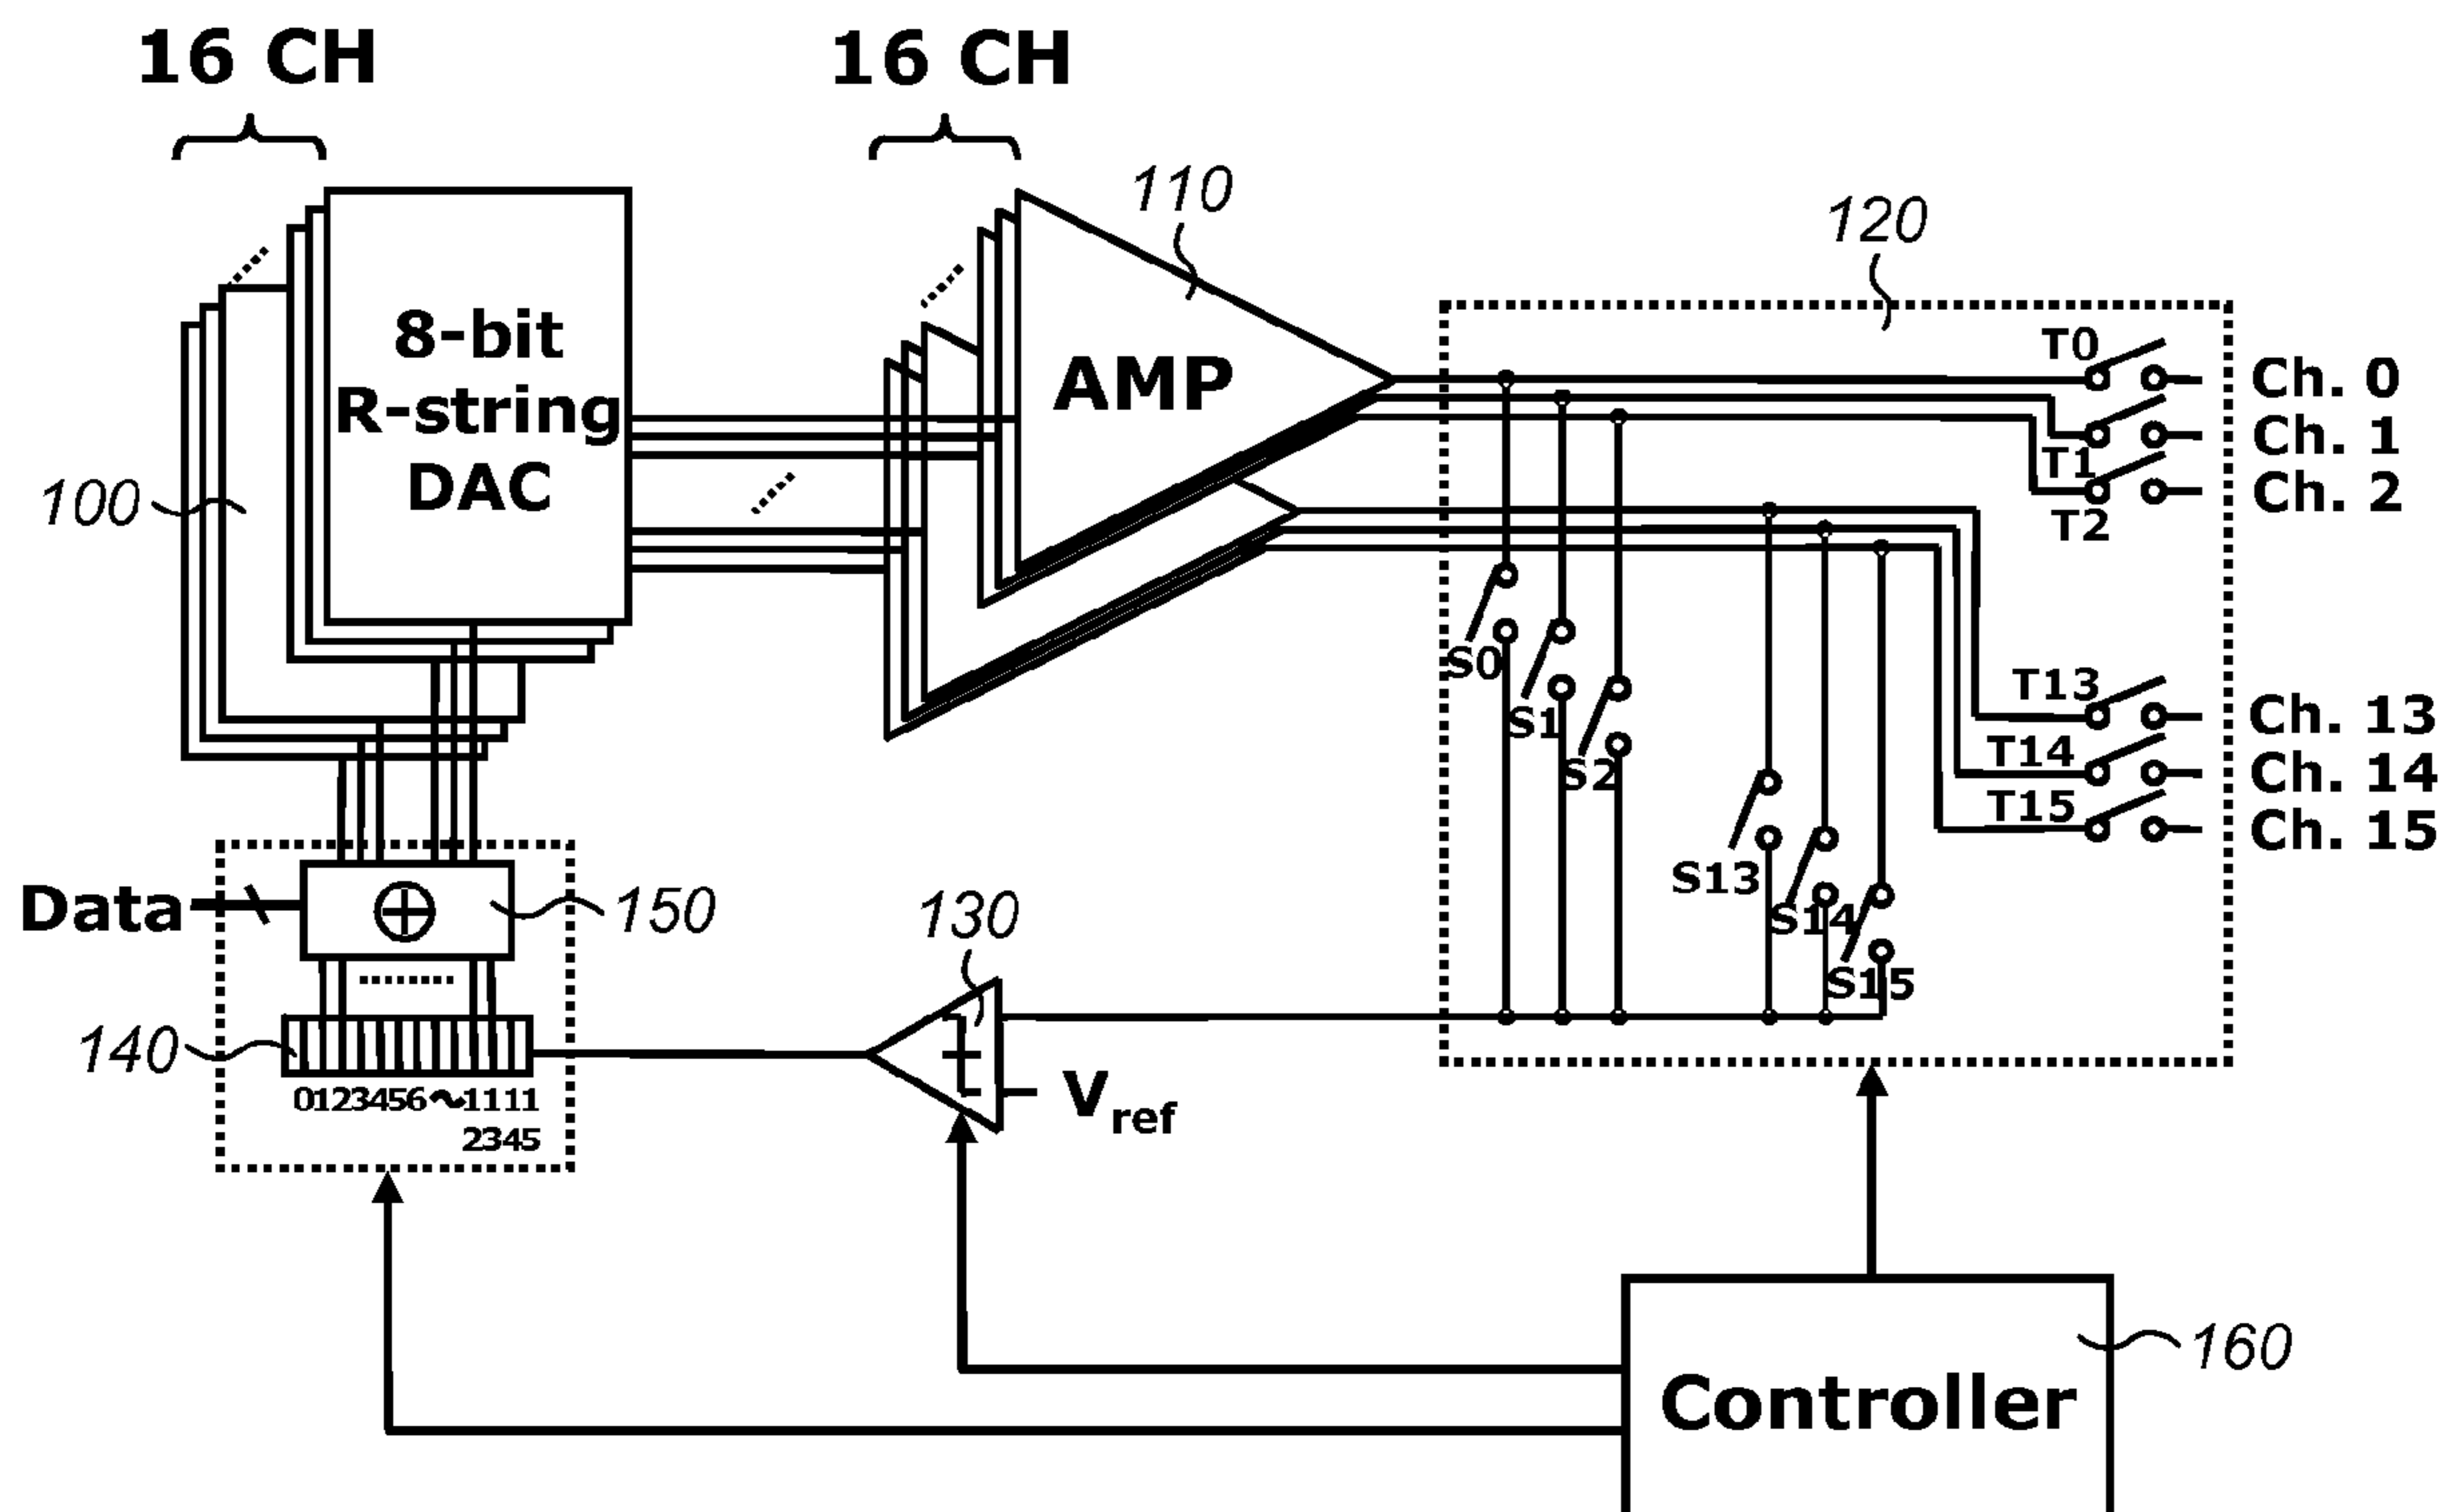 16 CH
16 CH
110
120
8-bit
R-string
DAC
AMP
100
T0
Ch. 0
T1
Ch. 1
T2
Ch. 2
S0
S1
S2
T13
Ch. 13
T14
Ch. 14
T15
Ch. 15
S13
S14
S15
Data
150
130
140
0123456~1111
2345
Vref
160
Controller